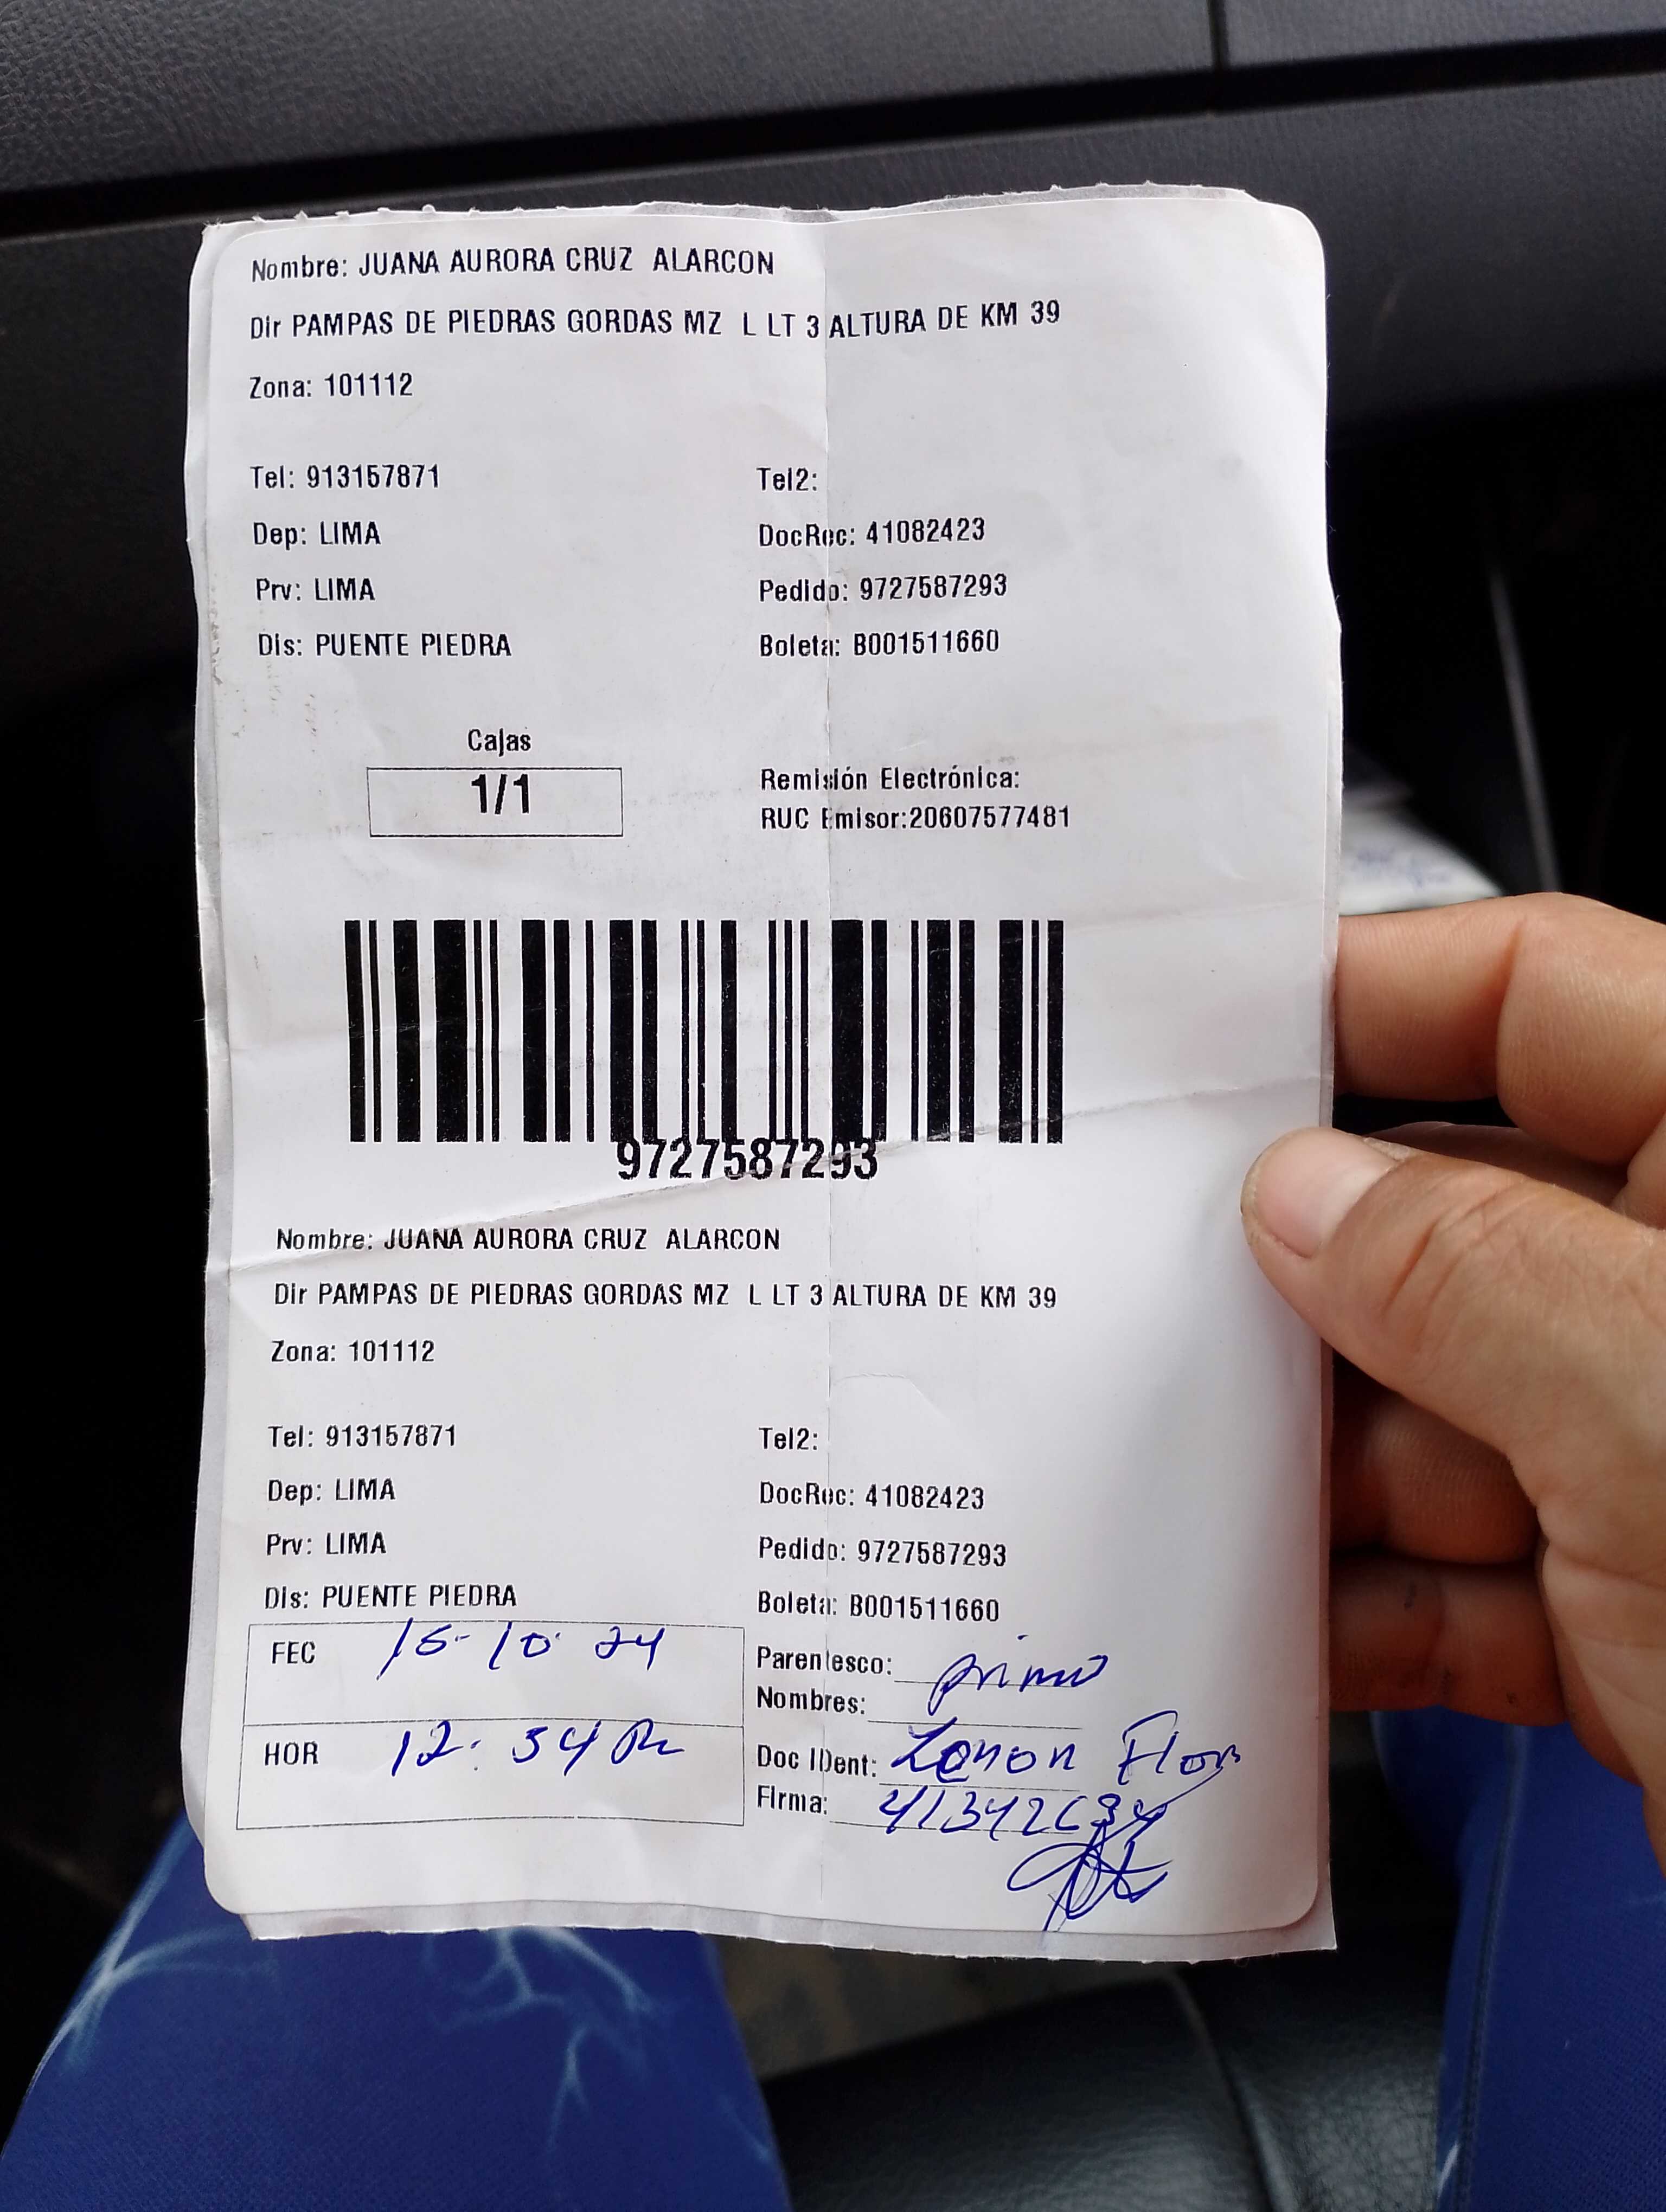 Nombre: JUANA AURORA CRUZ ALARCON
Dir PAMPAS DE PIEDRAS GORDAS MZ L LT 3 ALTURA DE KM 39
Zona: 101112
Tel: 913157871 Tel2:
Dep: LIMA DocRec: 41082423
Prv: LIMA Pedido: 9727587293
Dis: PUENTE PIEDRA Boleta: B001511660
Cajas
1/1
Remisión Electrónica:
RUC Emisor:20607577481
9727587293
Nombre: JUANA AURORA CRUZ ALARCON
Dir PAMPAS DE PIEDRAS GORDAS MZ L LT 3 ALTURA DE KM 39
Zona: 101112
Tel: 913157871 Tel2:
Dep: LIMA DocRec: 41082423
Prv: LIMA Pedido: 9727587293
Dis: PUENTE PIEDRA Boleta: B001511660
FEC 15-10 24
HOR 12:34
Parentesco: primo
Nombres:
Doc IDent: Lenon Flor
Firma: